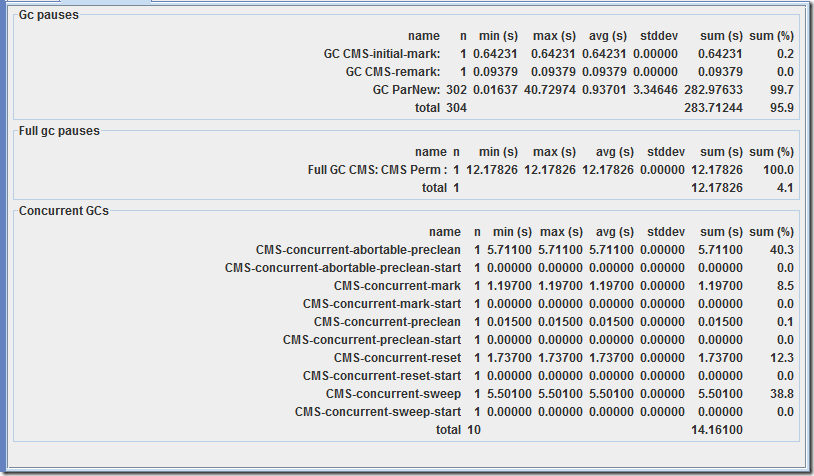 Gc pauses
name n min (s) max (s) avg (s) stddev sum (s) sum (%)
GC CMS-initial-mark: 1 0.64231 0.64231 0.64231 0.00000 0.64231 0.2
GC CMS-remark: 1 0.09379 0.09379 0.09379 0.00000 0.09379 0.0
GC ParNew: 302 0.01637 40.72974 0.93701 3.34646 282.97633 99.7
total 304 283.71244 95.9
Full gc pauses
name n min (s) max (s) avg (s) stddev sum (s) sum (%)
Full GC CMS: CMS Perm : 1 12.17826 12.17826 12.17826 0.00000 12.17826 100.0
total 1 12.17826 4.1
Concurrent GCs
name n min (s) max (s) avg (s) stddev sum (s) sum (%)
CMS-concurrent-abortable-preclean 1 5.71100 5.71100 5.71100 0.00000 5.71100 40.3
CMS-concurrent-abortable-preclean-start 1 0.00000 0.00000 0.00000 0.00000 0.00000 0.0
CMS-concurrent-mark 1 1.19700 1.19700 1.19700 0.00000 1.19700 8.5
CMS-concurrent-mark-start 1 0.00000 0.00000 0.00000 0.00000 0.00000 0.0
CMS-concurrent-preclean 1 0.01500 0.01500 0.01500 0.00000 0.01500 0.1
CMS-concurrent-preclean-start 1 0.00000 0.00000 0.00000 0.00000 0.00000 0.0
CMS-concurrent-reset 1 1.73700 1.73700 1.73700 0.00000 1.73700 12.3
CMS-concurrent-reset-start 1 0.00000 0.00000 0.00000 0.00000 0.00000 0.0
CMS-concurrent-sweep 1 5.50100 5.50100 5.50100 0.00000 5.50100 38.8
CMS-concurrent-sweep-start 1 0.00000 0.00000 0.00000 0.00000 0.00000 0.0
total 10 14.16100